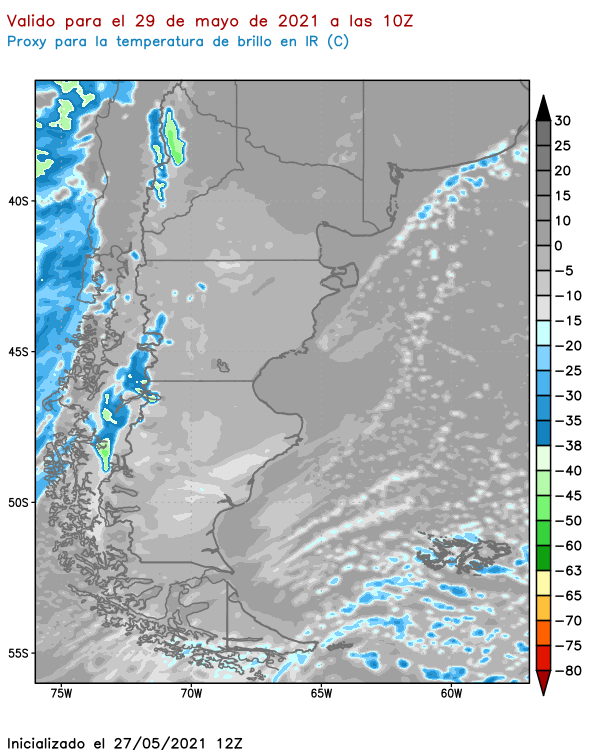 Valido para el 29 de mayo de 2021 a las 10Z
Proxy para la temperatura de brillo en IR (C)
30
25
20
15
10
0
−5
−10
−15
−20
−25
−30
−35
−38
−40
−45
−50
−60
−63
−65
−70
−75
−80
40S
45S
50S
55S
75W 70W 65W 60W
Inicializado el 27/05/2021 12Z